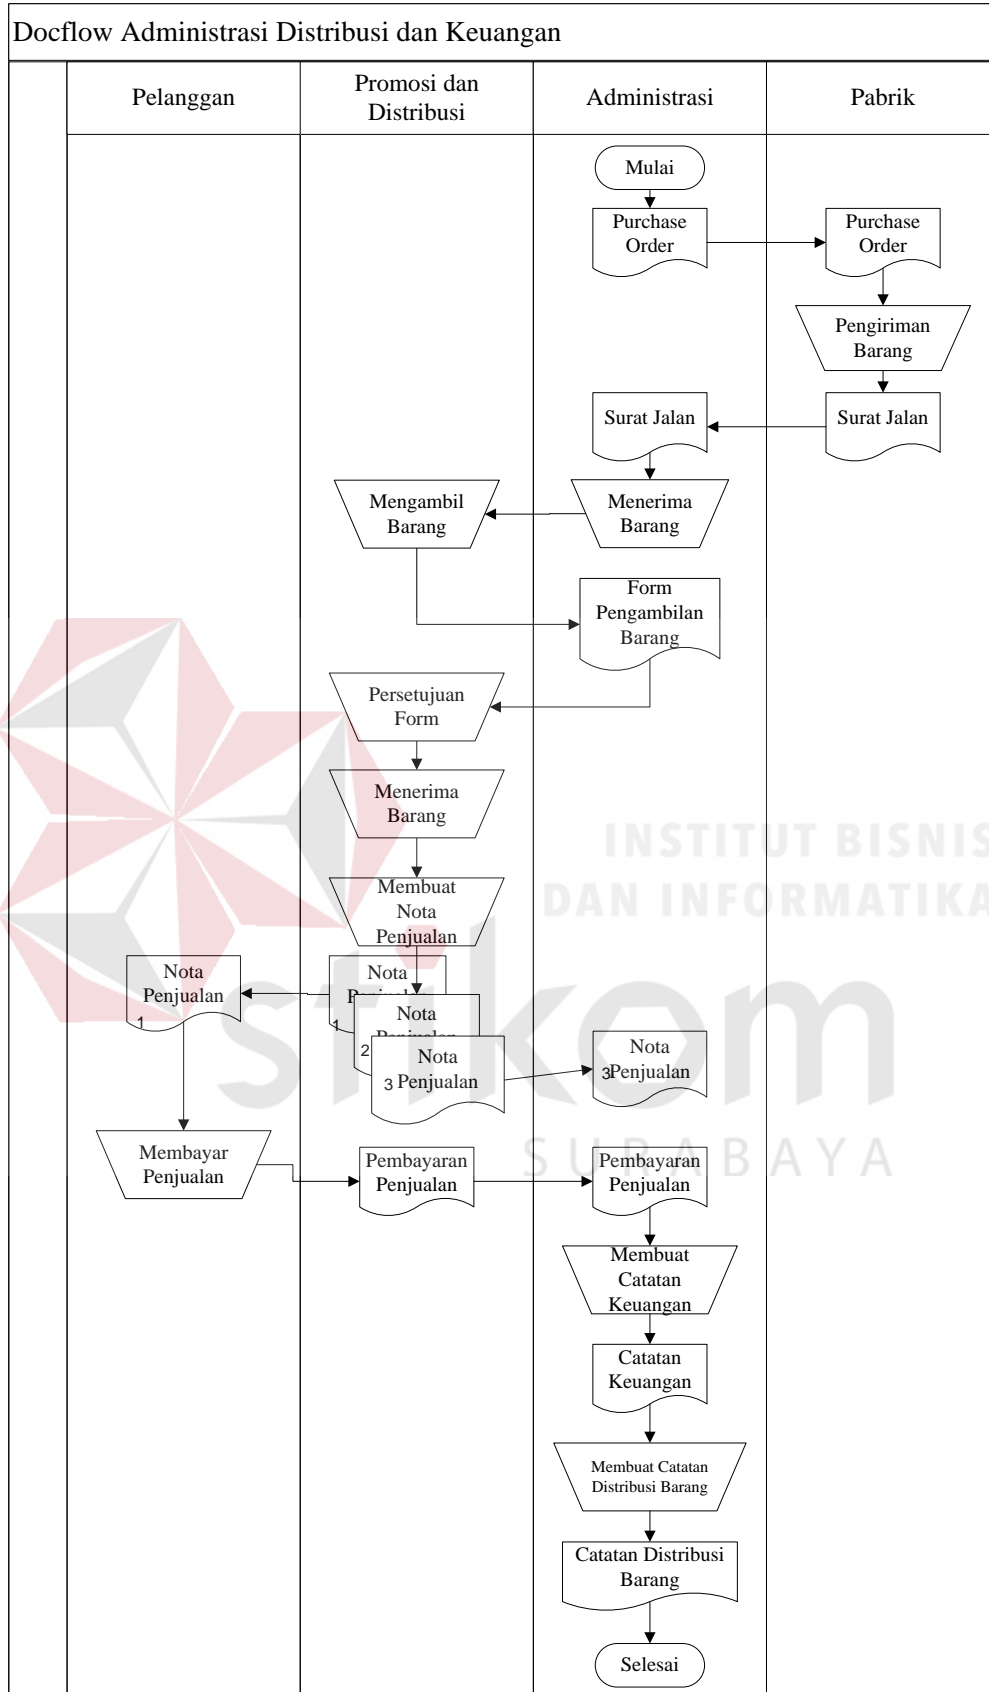 Docflow Administrasi Distribusi dan Keuangan
Pelanggan
Promosi dan
Distribusi
Administrasi
Pabrik
Mulai
Purchase
Order
Purchase
Order
Pengiriman
Barang
Surat Jalan
Surat Jalan
Mengambil
Barang
Menerima
Barang
Form
Pengambilan
Barang
Persetujuan
Form
Menerima
Barang
INSTITUT BISNIS
DAN INFORMATIKA
Membuat
Nota
Penjualan
stikom
SURABAYA
Nota
Penjualan
1
Nota
Penjualan
1
Nota
Penjualan
2
Nota
3 Penjualan
Nota
3Penjualan
Membayar
Penjualan
Pembayaran
Penjualan
Pembayaran
Penjualan
Membuat
Catatan
Keuangan
Catatan
Keuangan
Membuat Catatan
Distribusi Barang
Catatan Distribusi
Barang
Selesai